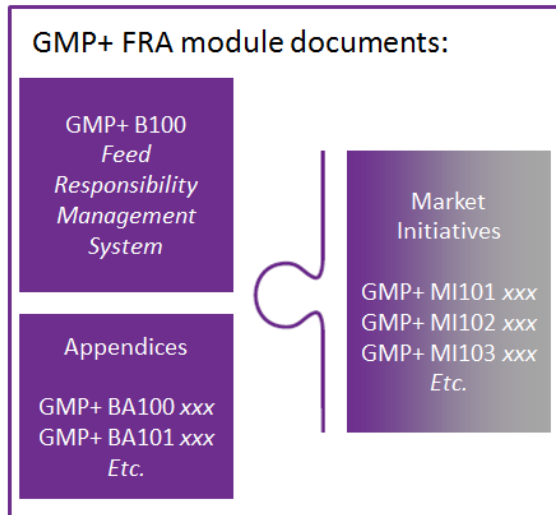 GMP+ FRA module documents:
GMP+ B100
Feed
Responsibility
Management
System
Appendices
GMP+ BA100 xxx
GMP+ BA101 xxx
Etc.
Market
Initiatives
GMP+ MI101 xxx
GMP+ MI102 xxx
GMP+ MI103 xxx
Etc.